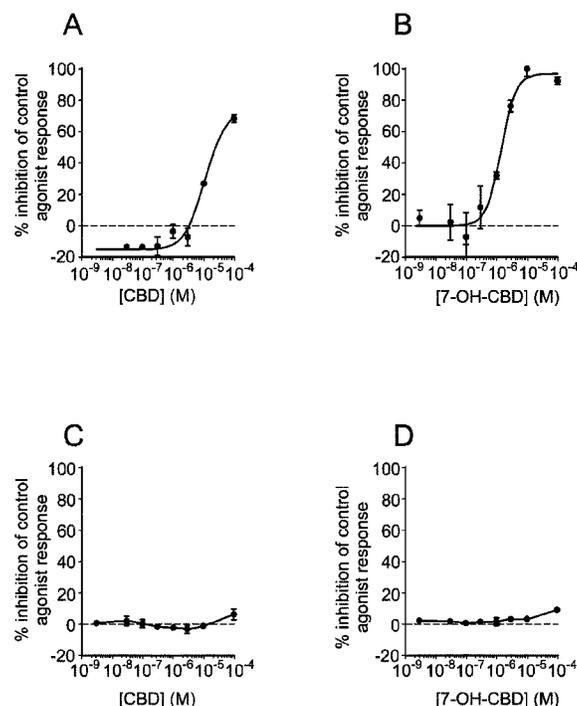 A
% inhibition of control
agonist response
100
80
60
40
20
0
-20
10-9 10-8 10-7 10-6 10-5 10-4
[CBD] (M)
B
% inhibition of control
agonist response
100
80
60
40
20
0
-20
10-9 10-8 10-7 10-6 10-5 10-4
[7-OH-CBD] (M)
C
% inhibition of control
agonist response
100
80
60
40
20
0
-20
10-9 10-8 10-7 10-6 10-5 10-4
[CBD] (M)
D
% inhibition of control
agonist response
100
80
60
40
20
0
-20
10-9 10-8 10-7 10-6 10-5 10-4
[7-OH-CBD] (M)